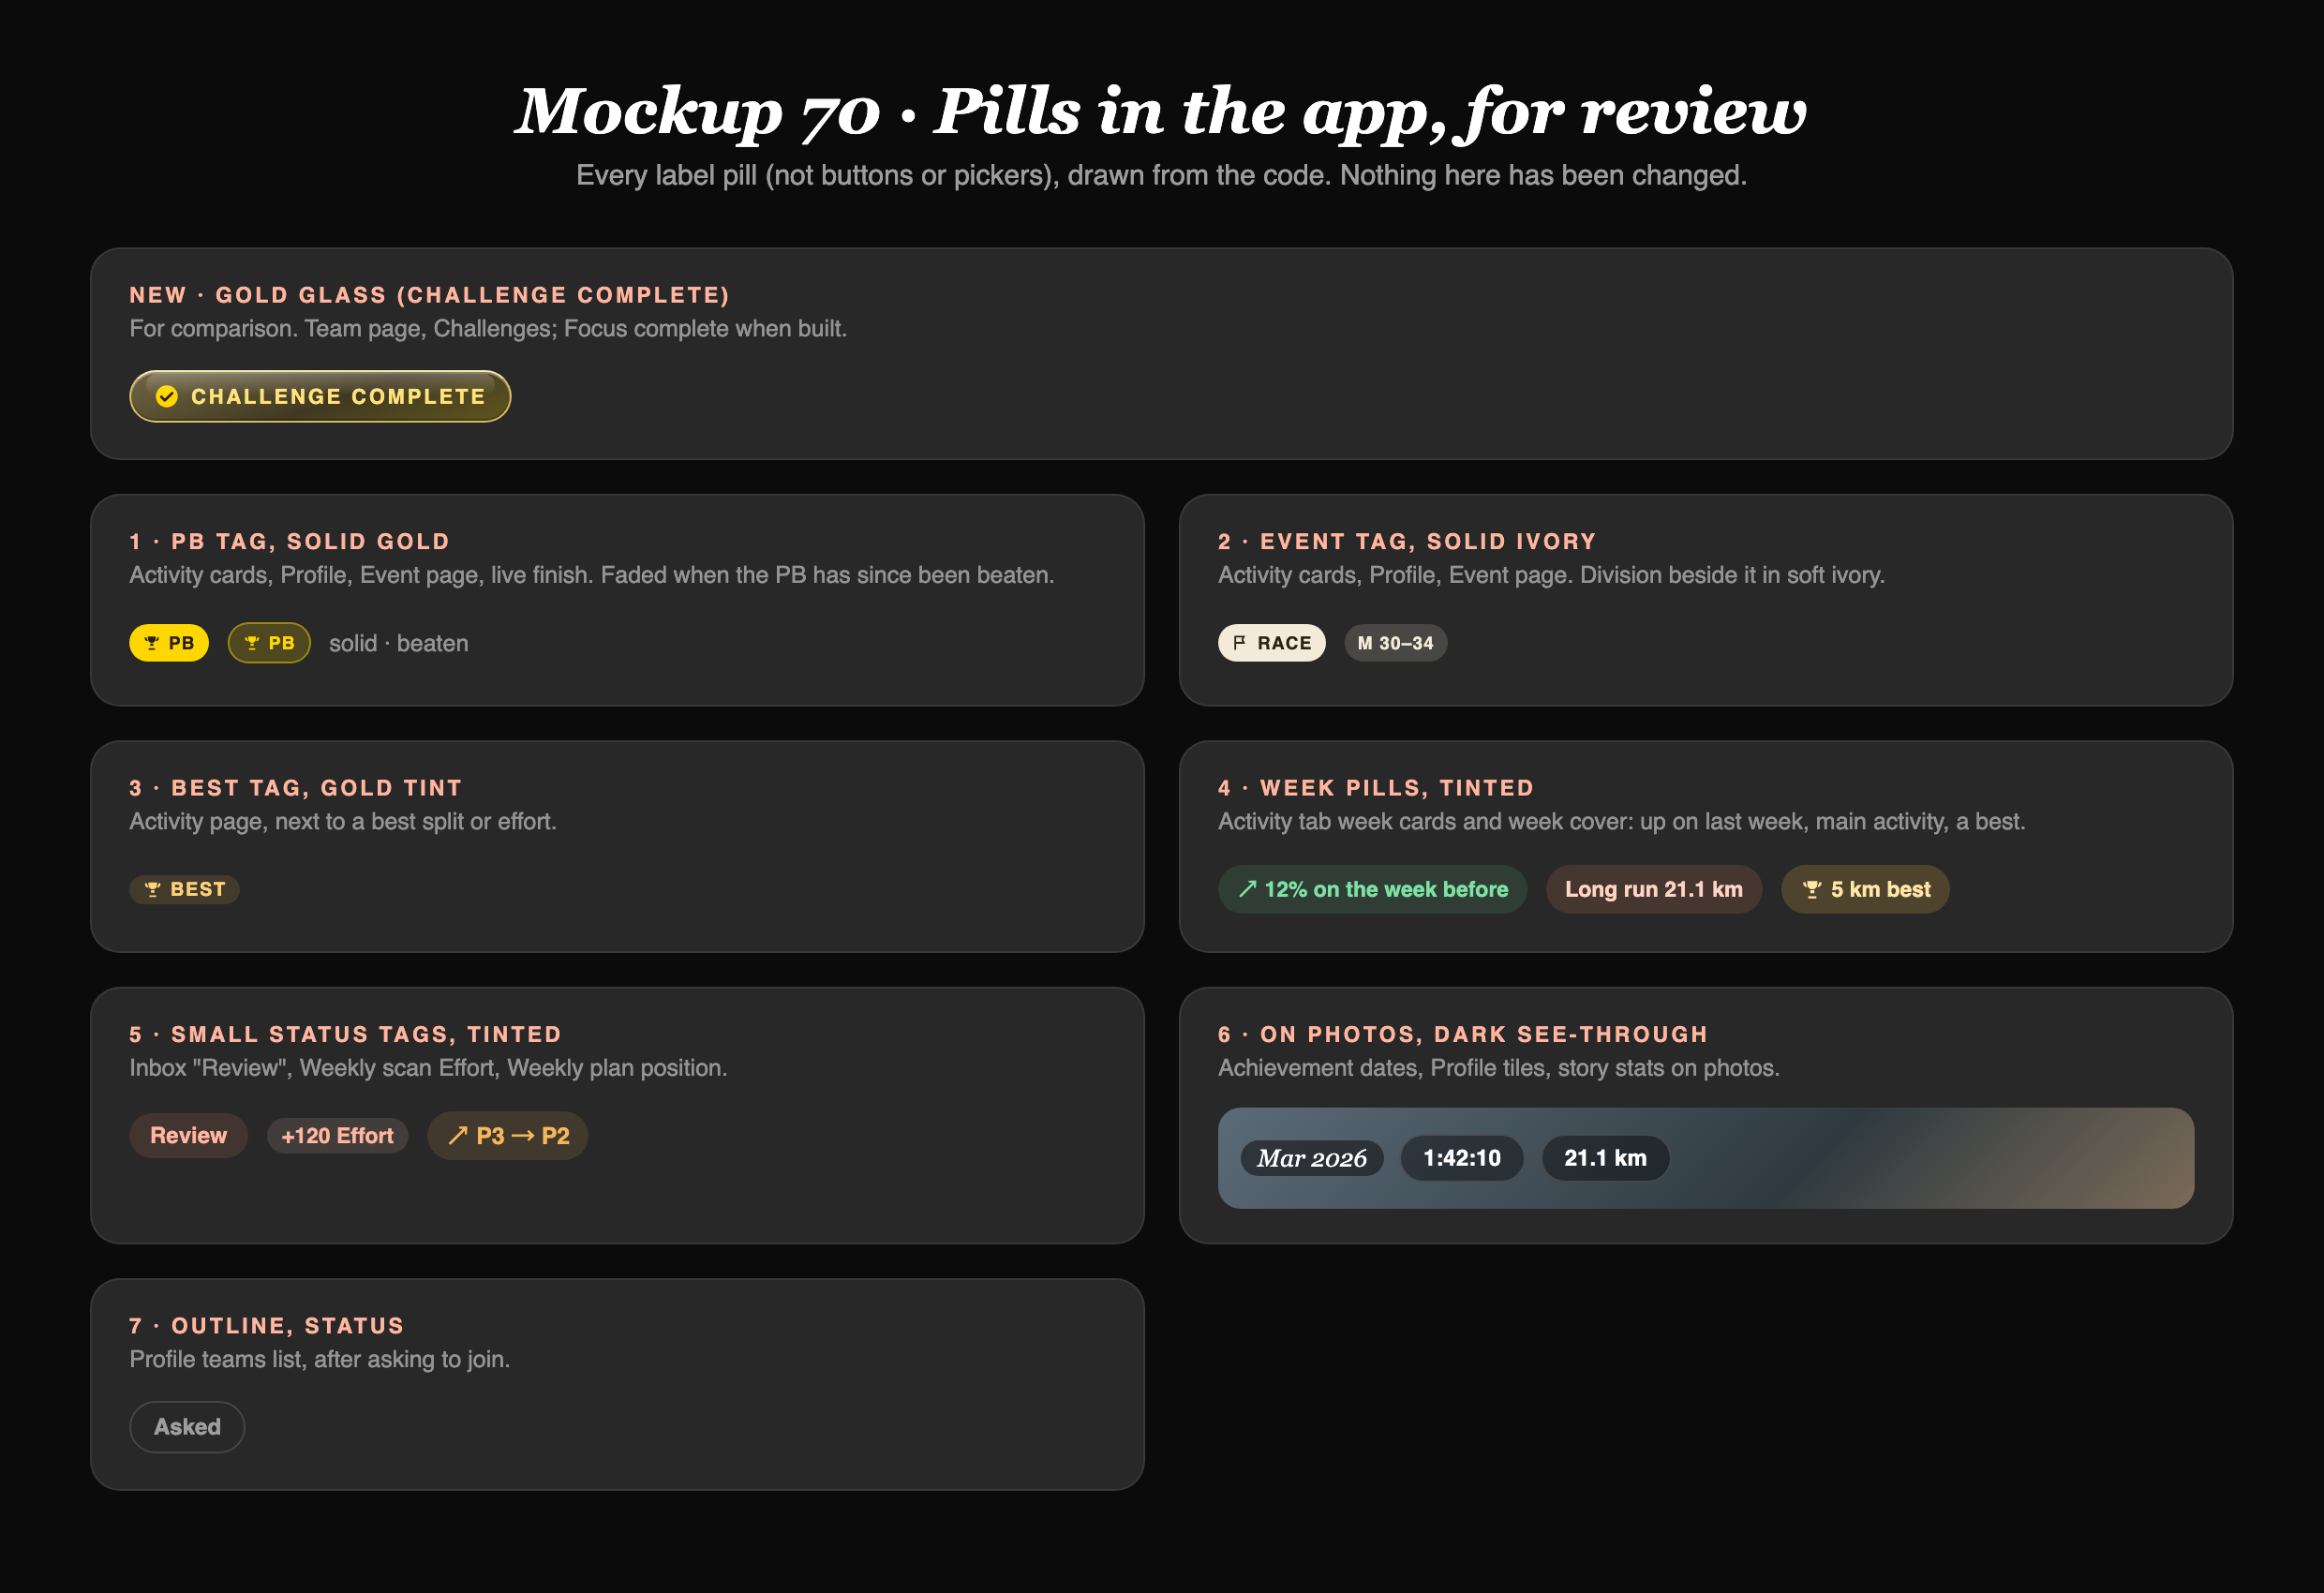 Mockup 70 · Pills in the app, for review
Every label pill (not buttons or pickers), drawn from the code. Nothing here has been changed.
NEW · GOLD GLASS (CHALLENGE COMPLETE)
For comparison. Team page, Challenges; Focus complete when built.
CHALLENGE COMPLETE
1 · PB TAG, SOLID GOLD
Activity cards, Profile, Event page, live finish. Faded when the PB has since been beaten.
PB PB solid · beaten
2 · EVENT TAG, SOLID IVORY
Activity cards, Profile, Event page. Division beside it in soft ivory.
RACE M 30–34
3 · BEST TAG, GOLD TINT
Activity page, next to a best split or effort.
BEST
4 · WEEK PILLS, TINTED
Activity tab week cards and week cover: up on last week, main activity, a best.
↗ 12% on the week before Long run 21.1 km 5 km best
5 · SMALL STATUS TAGS, TINTED
Inbox "Review", Weekly scan Effort, Weekly plan position.
Review +120 Effort ↗ P3 → P2
6 · ON PHOTOS, DARK SEE-THROUGH
Achievement dates, Profile tiles, story stats on photos.
Mar 2026 1:42:10 21.1 km
7 · OUTLINE, STATUS
Profile teams list, after asking to join.
Asked